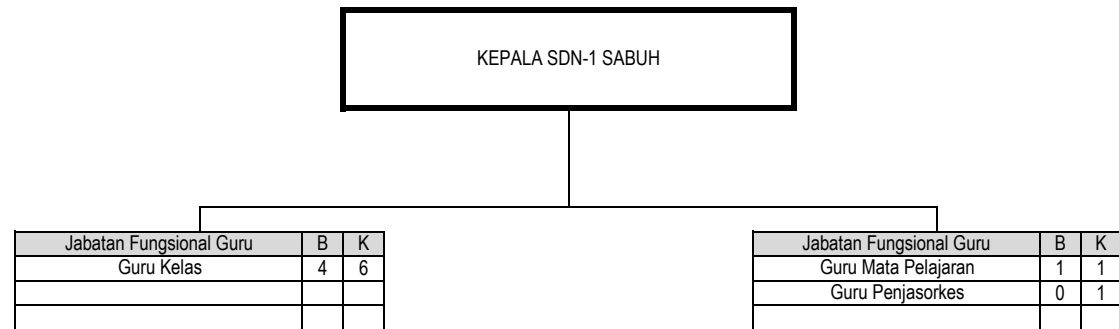 KEPALA SDN-1 SABUH
Jabatan Fungsional Guru B K
Guru Kelas 4 6
Jabatan Fungsional Guru B K
Guru Mata Pelajaran 1 1
Guru Penjasorkes 0 1